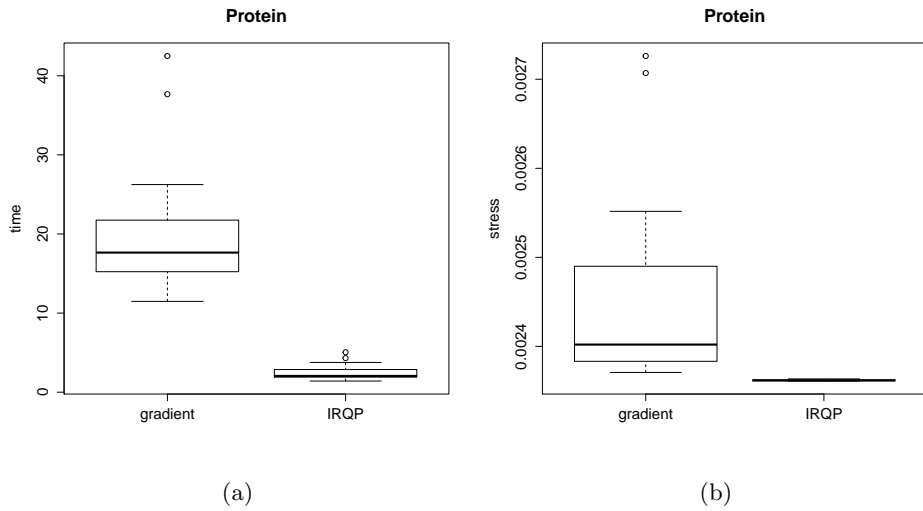 Protein
time
0
10
20
30
40
gradient
IRQP
(a)
Protein
stress
0.0024
0.0025
0.0026
0.0027
gradient
IRQP
(b)